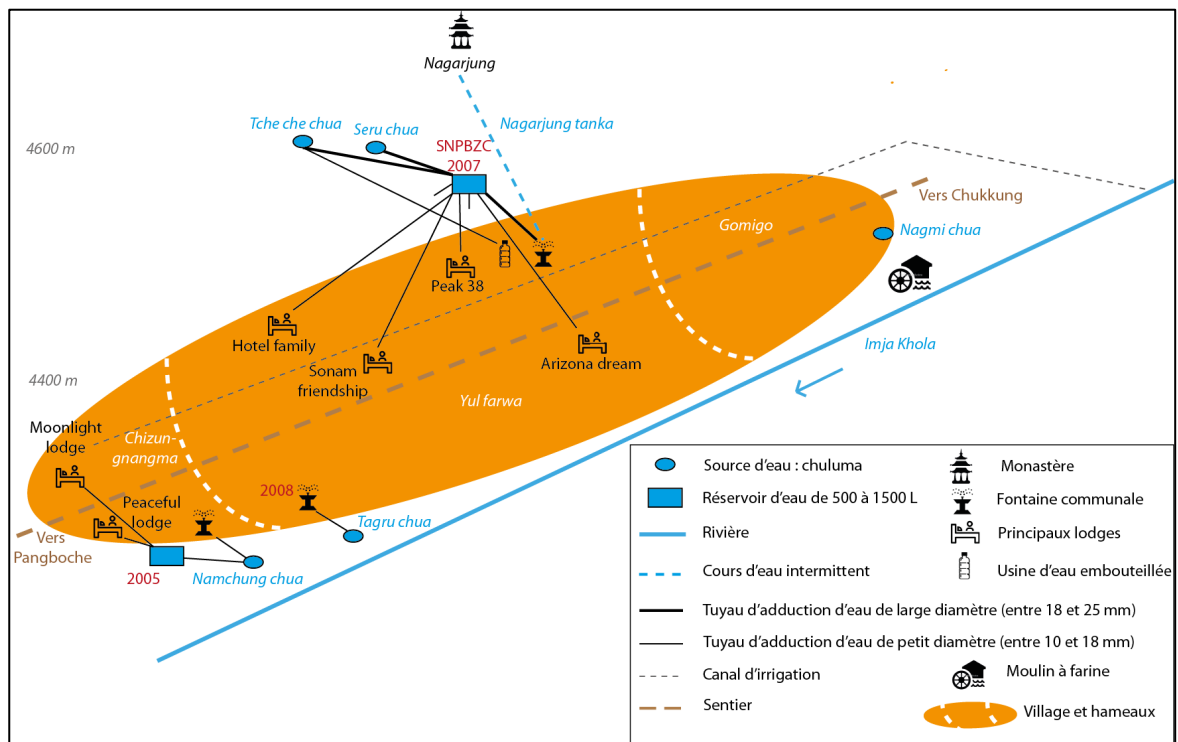 Nagarjung
Tche che chua
Seru chua
Nagarjung tanka
4600 m
SNPBZC
2007
Vers Chukkung
Gomigo
Nagmi chua
Peak 38
Hotel family
Sonam
friendship
Arizona dream
Imja Khola
4400 m
Yul farwa
Moonlight
lodge
Chizun-
gnangma
Peaceful
lodge
2008
Tagru chua
Vers
Pangboche
2005
Namchung chua
Source d'eau : chuluma
Monastère
Réservoir d'eau de 500 à 1500 L
Fontaine communale
Rivière
Principaux lodges
Cours d'eau intermittent
Usine d'eau embouteillée
Tuyau d'adduction d'eau de large diamètre (entre 18 et 25 mm)
Tuyau d'adduction d'eau de petit diamètre (entre 10 et 18 mm)
Canal d'irrigation
Moulin à farine
Sentier
Village et hameaux